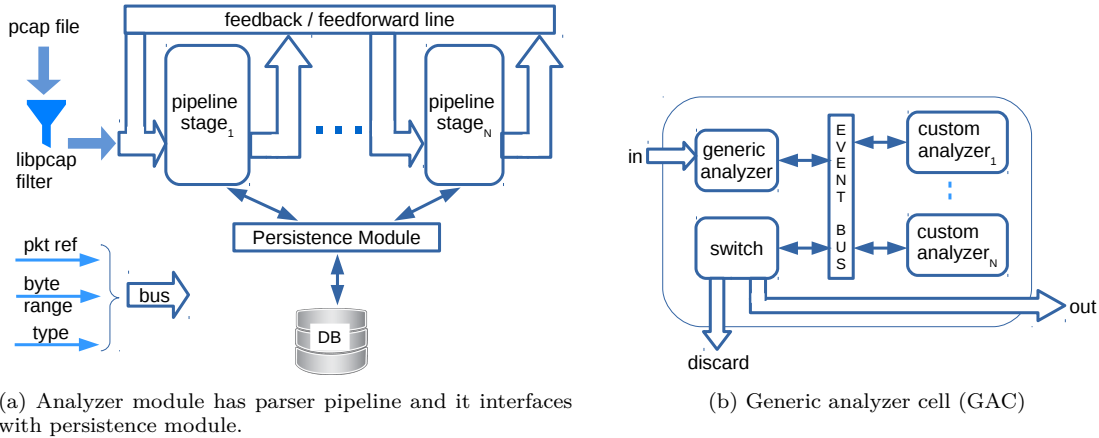 feedback / feedforward line
pcap file
pipeline
stage1
pipeline
stageN
libpcap
filter
Persistence Module
pkt ref
byte
range
type
bus
DB
in
generic
analyzer
switch
EVENT BUS
custom
analyzer1
custom
analyzerN
out
discard
(a) Analyzer module has parser pipeline and it interfaces
with persistence module.
(b) Generic analyzer cell (GAC)